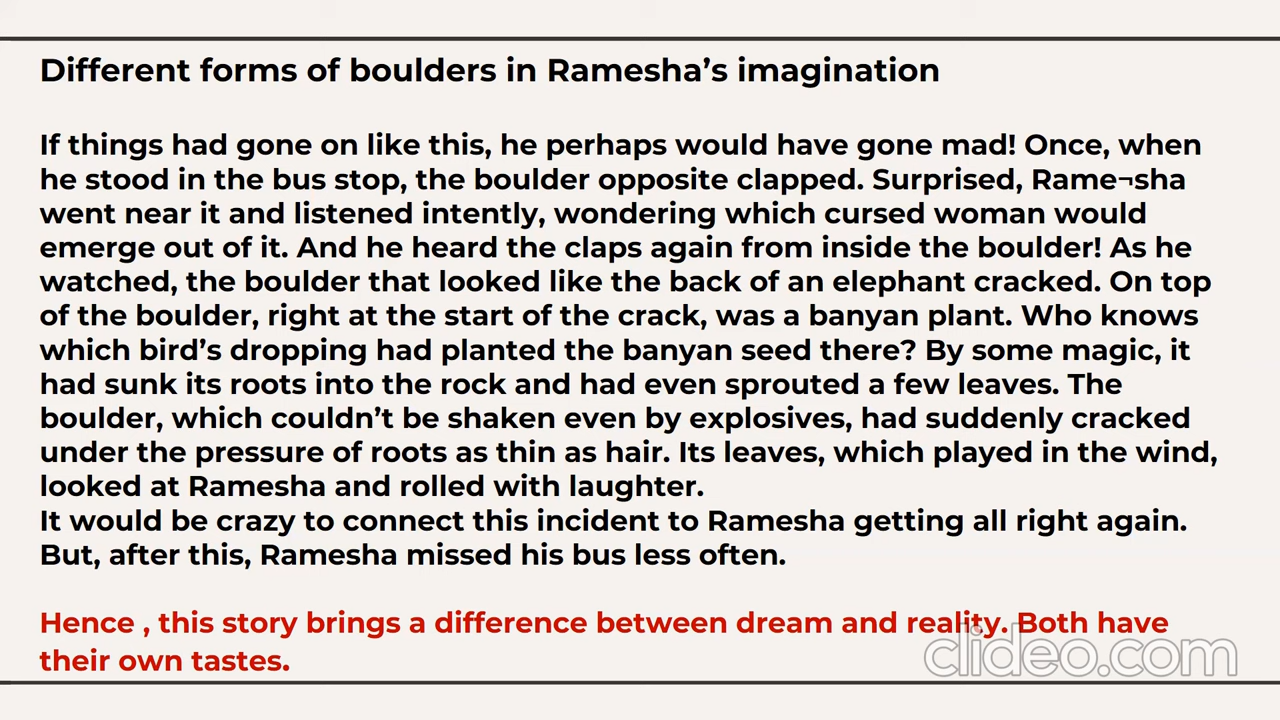 Different forms of boulders in Ramesha’s imagination
If things had gone on like this, he perhaps would have gone mad! Once, when
he stood in the bus stop, the boulder opposite clapped. Surprised, Rame¬sha
went near it and listened intently, wondering which cursed woman would
emerge out of it. And he heard the claps again from inside the boulder! As he
watched, the boulder that looked like the back of an elephant cracked. On top
of the boulder, right at the start of the crack, was a banyan plant. Who knows
which bird’s dropping had planted the banyan seed there? By some magic, it
had sunk its roots into the rock and had even sprouted a few leaves. The
boulder, which couldn’t be shaken even by explosives, had suddenly cracked
under the pressure of roots as thin as hair. Its leaves, which played in the wind,
looked at Ramesha and rolled with laughter.
It would be crazy to connect this incident to Ramesha getting all right again.
But, after this, Ramesha missed his bus less often.
Hence , this story brings a difference between dream and reality. Both have
their own tastes.
clideo.com